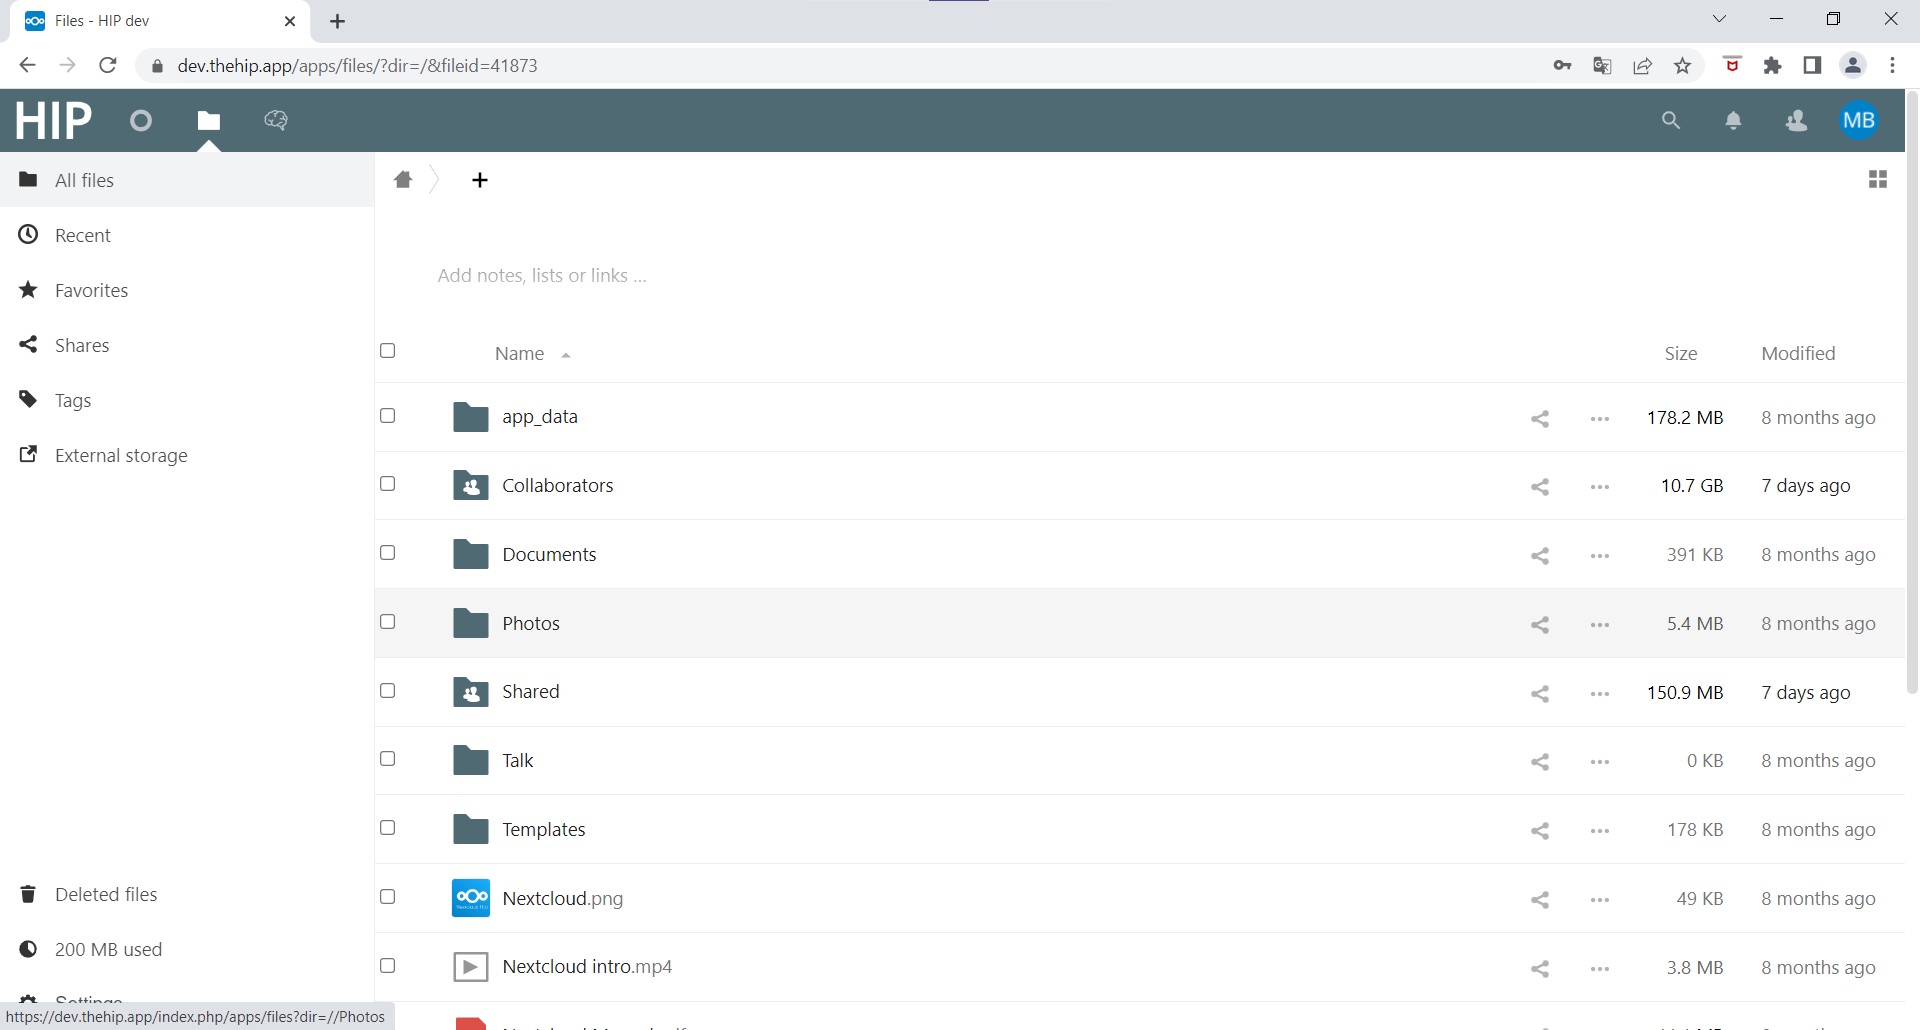 Files - HIP dev
dev.thehip.app/apps/files/?dir=/&fileid=41873
HIP
MB
All files
Recent
Favorites
Shares
Tags
External storage
Add notes, lists or links ...
Name Size Modified
app_data 178.2 MB 8 months ago
Collaborators 10.7 GB 7 days ago
Documents 391 KB 8 months ago
Photos 5.4 MB 8 months ago
Shared 150.9 MB 7 days ago
Talk 0 KB 8 months ago
Templates 178 KB 8 months ago
Nextcloud.png 49 KB 8 months ago
Nextcloud intro.mp4 3.8 MB 8 months ago
Deleted files
200 MB used
Settings
https://dev.thehip.app/index.php/apps/files?dir=//Photos